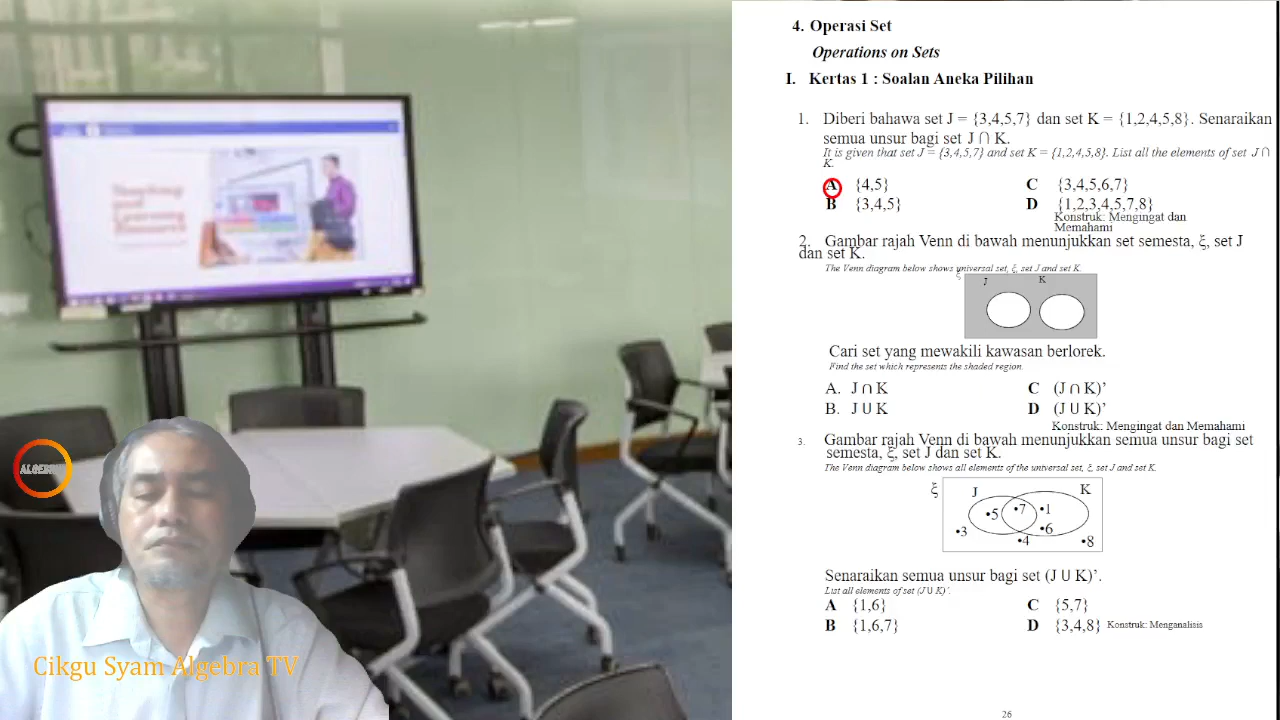 4. Operasi Set
Operations on Sets
I. Kertas 1 : Soalan Aneka Pilihan
1. Diberi bahawa set J = {3,4,5,7} dan set K = {1,2,4,5,8}. Senaraikan
semua unsur bagi set J ∩ K.
It is given that set J = {3,4,5,7} and set K = {1,2,4,5,8}. List all the elements of set J ∩
K.
A {4,5} C {3,4,5,6,7}
B {3,4,5} D {1,2,3,4,5,7,8}
Konstruk: Mengingat dan
Memahami
2. Gambar rajah Venn di bawah menunjukkan set semesta, ξ, set J
dan set K.
The Venn diagram below shows universal set, ξ, set J and set K.
ξ
J K
Cari set yang mewakili kawasan berlorek.
Find the set which represents the shaded region.
A. J ∩ K C (J ∩ K)’
B. J U K D (J U K)’
Konstruk: Mengingat dan Memahami
3. Gambar rajah Venn di bawah menunjukkan semua unsur bagi set
semesta, ξ, set J dan set K.
The Venn diagram below shows all elements of the universal set, ξ, set J and set K.
ξ J K
•5 •7 •1
•3 •6
•4 •8
Senaraikan semua unsur bagi set (J U K)’.
List all elements of set (J U K)’.
A {1,6} C {5,7}
B {1,6,7} D {3,4,8} Konstruk: Menganalisis
26
ALGEBRA
Cikgu Syam Algebra TV